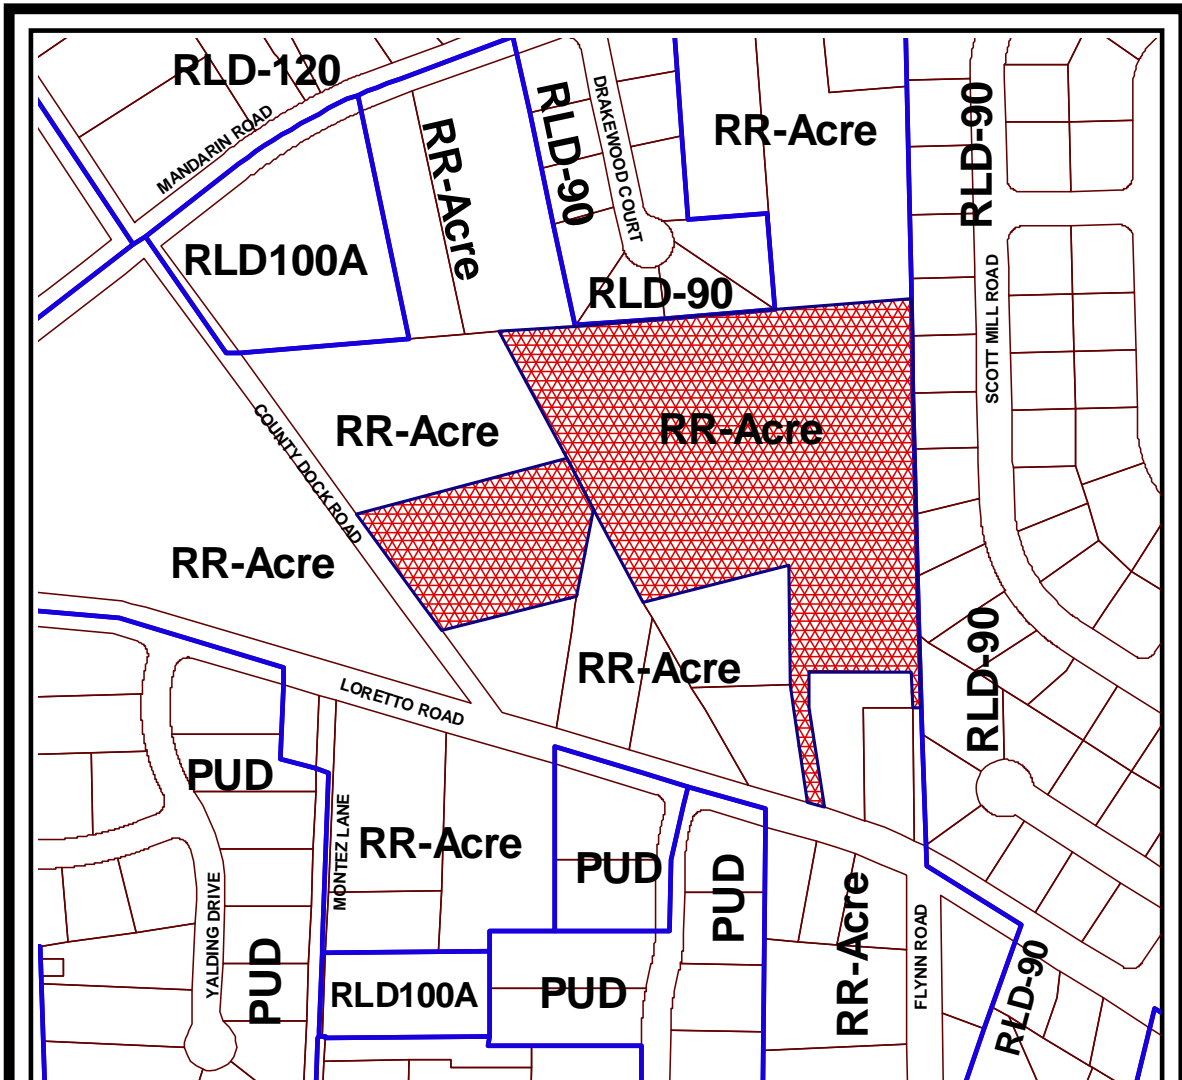 RLD-120
MANDARIN ROAD
RLD-90
DRAKEWOOD COURT
RR-Acre
RLD-90
RR-Acre
RLD100A
RLD-90
SCOTT MILL ROAD
RR-Acre
RR-Acre
COUNTY DOCK ROAD
RR-Acre
RR-Acre
RLD-90
LORETTO ROAD
PUD
MONTEZ LANE
RR-Acre
PUD
PUD
RR-Acre
YALDING DRIVE
PUD
RLD100A
PUD
FLYNN ROAD
RLD-90